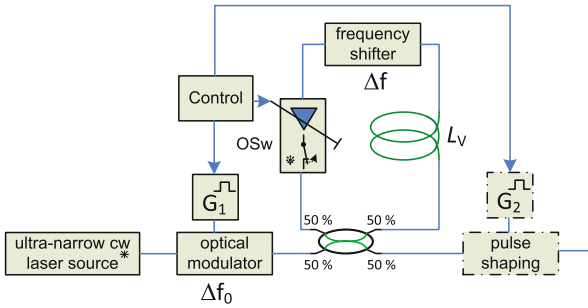 frequency
shifter
Δf
Control
OSw
L_V
G_1
G_2
50 %
50 %
ultra-narrow cw
laser source*
optical
modulator
50 %
50 %
pulse
shaping
Δf_0